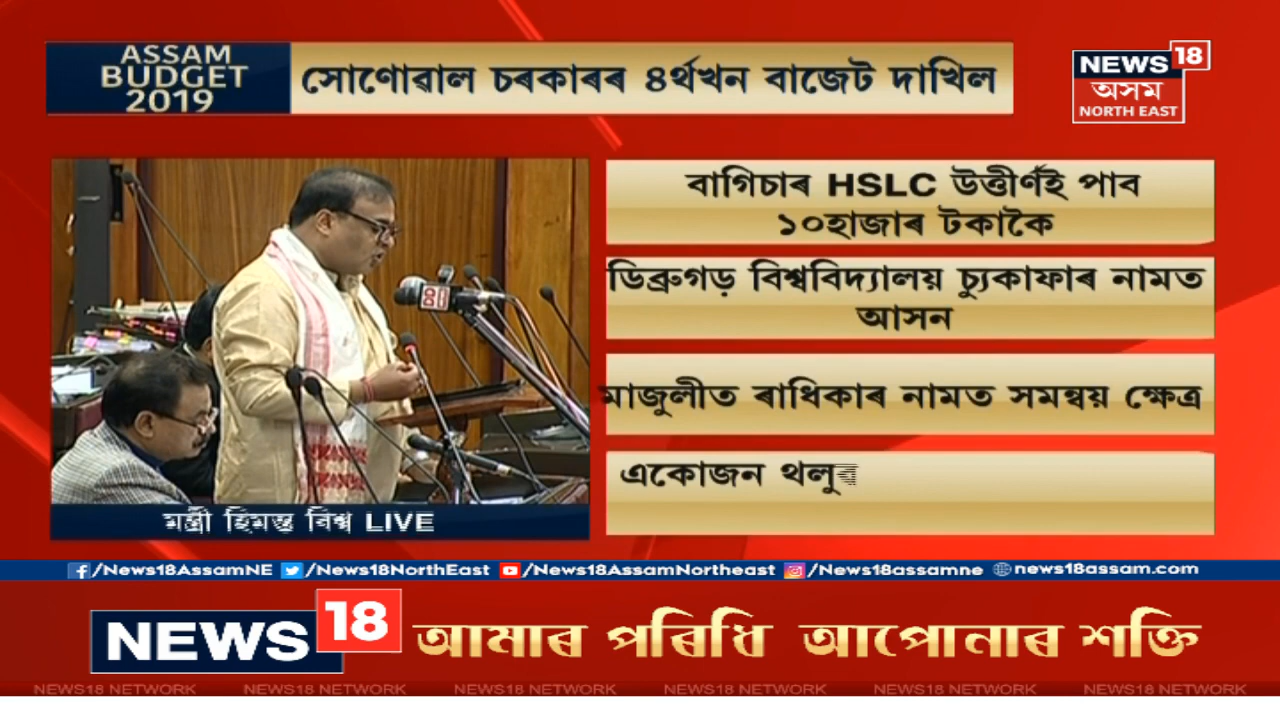 ASSAM
BUDGET
2019
সোণোৱাল চৰকাৰৰ ৪ৰ্থখন বাজেট দাখিল
NEWS 18
অসম
NORTH EAST
বাগিচাৰ HSLC উত্তীৰ্ণই পাব
১০হাজাৰ টকাকৈ
ডিব্ৰুগড় বিশ্ববিদ্যালয় চ্যুকাফাৰ নামত
আসন
মাজুলীত ৰাধিকাৰ নামত সমন্বয় ক্ষেত্ৰ
একোজন থলুৱ
DD
মন্ত্ৰী হিমন্ত বিশ্ব LIVE
/News18AssamNE /News18NorthEast /News18AssamNortheast /News18assamne news18assam.com
NEWS 18 আমাৰ পৰিধি আপোনাৰ শক্তি
NEWS18 NETWORK NEWS18 NETWORK NEWS18 NETWORK NEWS18 NETWORK NEWS18 NETWORK NEWS18 NETWORK